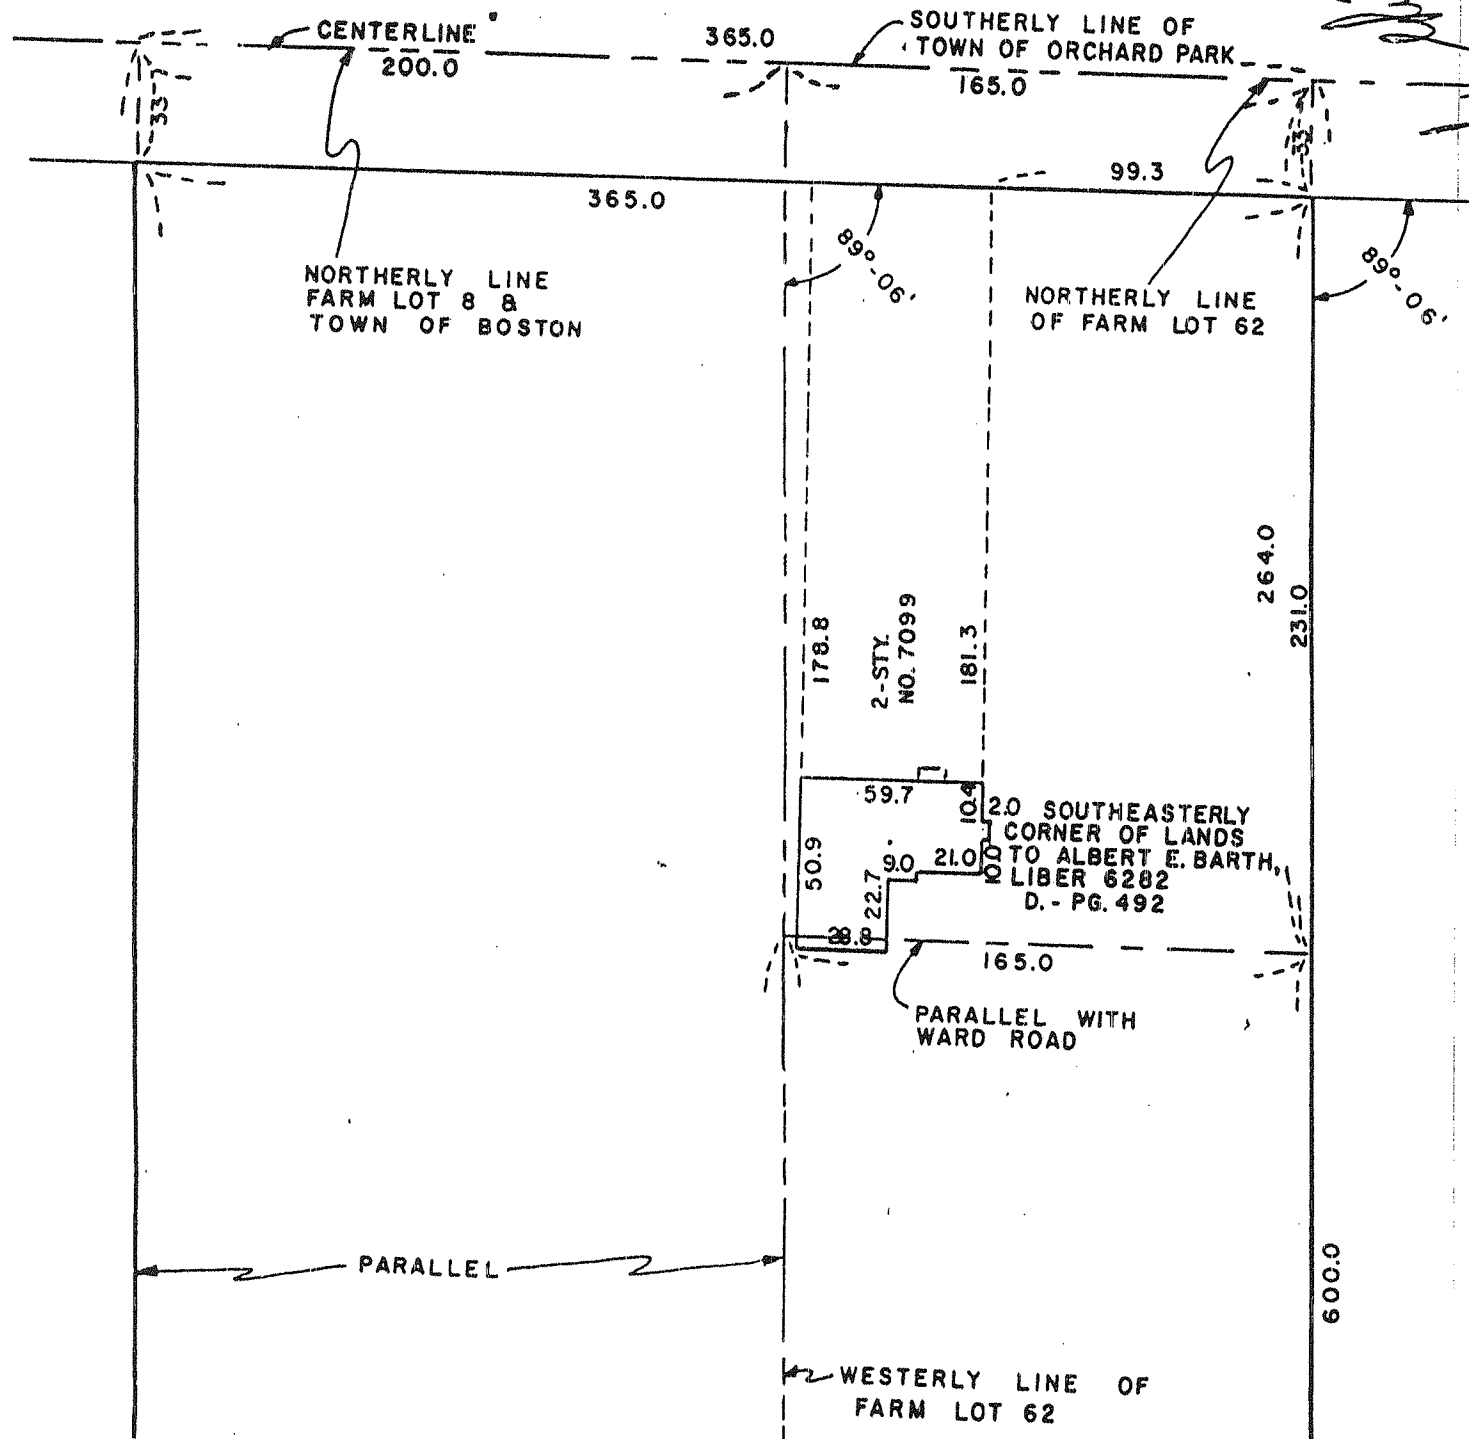 CENTERLINE
200.0
365.0
SOUTHERLY LINE OF
TOWN OF ORCHARD PARK
165.0
33
33
365.0
99.3
89°-06'
89°-06'
NORTHERLY LINE
FARM LOT 8 &
TOWN OF BOSTON
NORTHERLY LINE
OF FARM LOT 62
264.0
231.0
178.8
2-STY.
NO. 7099
181.3
59.7
10.4
2.0
SOUTHEASTERLY
CORNER OF LANDS
TO ALBERT E. BARTH,
LIBER 6282
D. - PG. 492
50.9
9.0
21.0
10.0
22.7
28.8
165.0
PARALLEL WITH
WARD ROAD
PARALLEL
600.0
WESTERLY LINE OF
FARM LOT 62